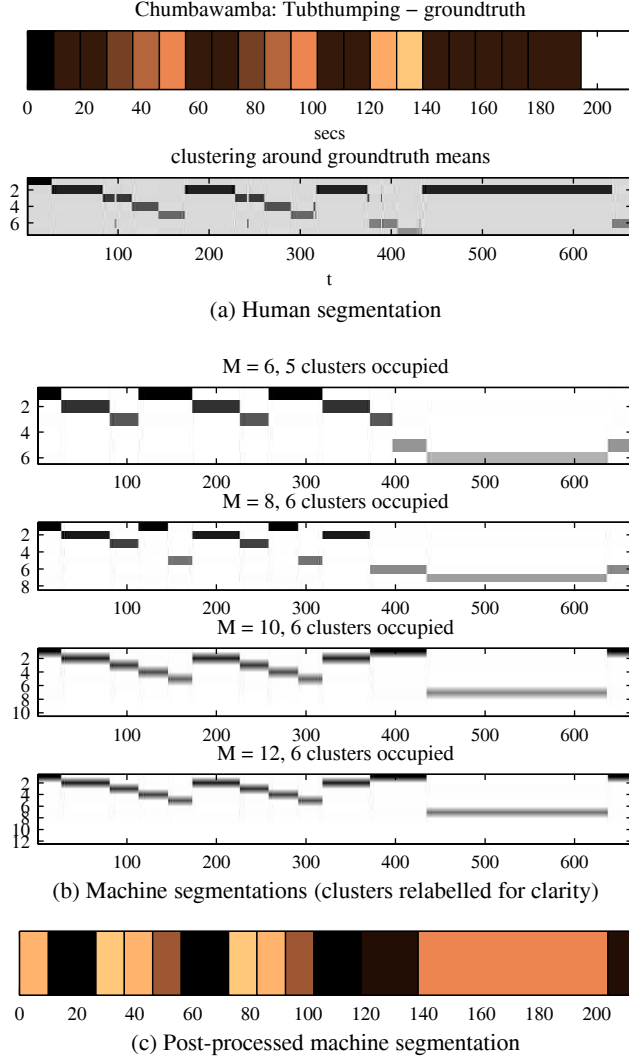 Chumbawamba: Tubthumping – groundtruth
0 20 40 60 80 100 120 140 160 180 200
secs
clustering around groundtruth means
2
4
6
100 200 300 400 500 600
t
(a) Human segmentation
M = 6, 5 clusters occupied
2
4
6
100 200 300 400 500 600
M = 8, 6 clusters occupied
2
4
6
8
100 200 300 400 500 600
M = 10, 6 clusters occupied
2
4
6
8
10
100 200 300 400 500 600
M = 12, 6 clusters occupied
2
4
6
8
10
12
100 200 300 400 500 600
(b) Machine segmentations (clusters relabelled for clarity)
0 20 40 60 80 100 120 140 160 180 200
(c) Post-processed machine segmentation